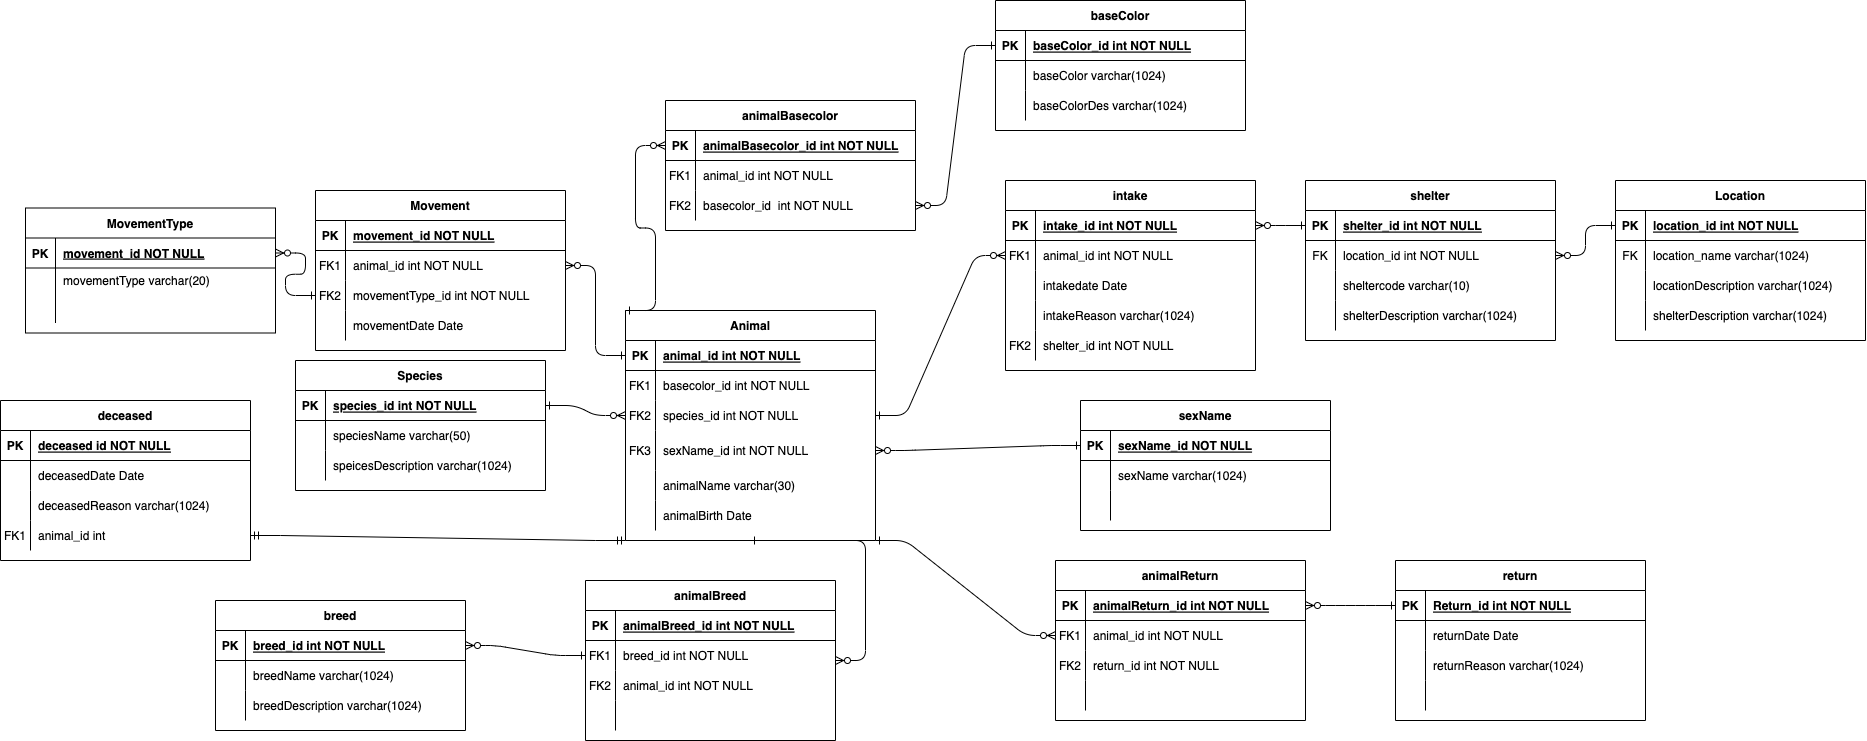 baseColor
PK baseColor_id int NOT NULL
baseColor varchar(1024)
baseColorDes varchar(1024)
animalBasecolor
PK animalBasecolor_id int NOT NULL
FK1 animal_id int NOT NULL
FK2 basecolor_id int NOT NULL
MovementType
PK movement_id NOT NULL
movementType varchar(20)
Movement
PK movement_id NOT NULL
FK1 animal_id int NOT NULL
FK2 movementType_id int NOT NULL
movementDate Date
intake
PK intake_id int NOT NULL
FK1 animal_id int NOT NULL
intakedate Date
intakeReason varchar(1024)
FK2 shelter_id int NOT NULL
shelter
PK shelter_id int NOT NULL
FK location_id int NOT NULL
sheltercode varchar(10)
shelterDescription varchar(1024)
Location
PK location_id int NOT NULL
FK location_name varchar(1024)
locationDescription varchar(1024)
shelterDescription varchar(1024)
Animal
PK animal_id int NOT NULL
FK1 basecolor_id int NOT NULL
FK2 species_id int NOT NULL
FK3 sexName_id int NOT NULL
animalName varchar(30)
animalBirth Date
Species
PK species_id int NOT NULL
speciesName varchar(50)
speicesDescription varchar(1024)
deceased
PK deceased id NOT NULL
deceasedDate Date
deceasedReason varchar(1024)
FK1 animal_id int
sexName
PK sexName_id NOT NULL
sexName varchar(1024)
breed
PK breed_id int NOT NULL
breedName varchar(1024)
breedDescription varchar(1024)
animalBreed
PK animalBreed_id int NOT NULL
FK1 breed_id int NOT NULL
FK2 animal_id int NOT NULL
animalReturn
PK animalReturn_id int NOT NULL
FK1 animal_id int NOT NULL
FK2 return_id int NOT NULL
return
PK Return_id int NOT NULL
returnDate Date
returnReason varchar(1024)